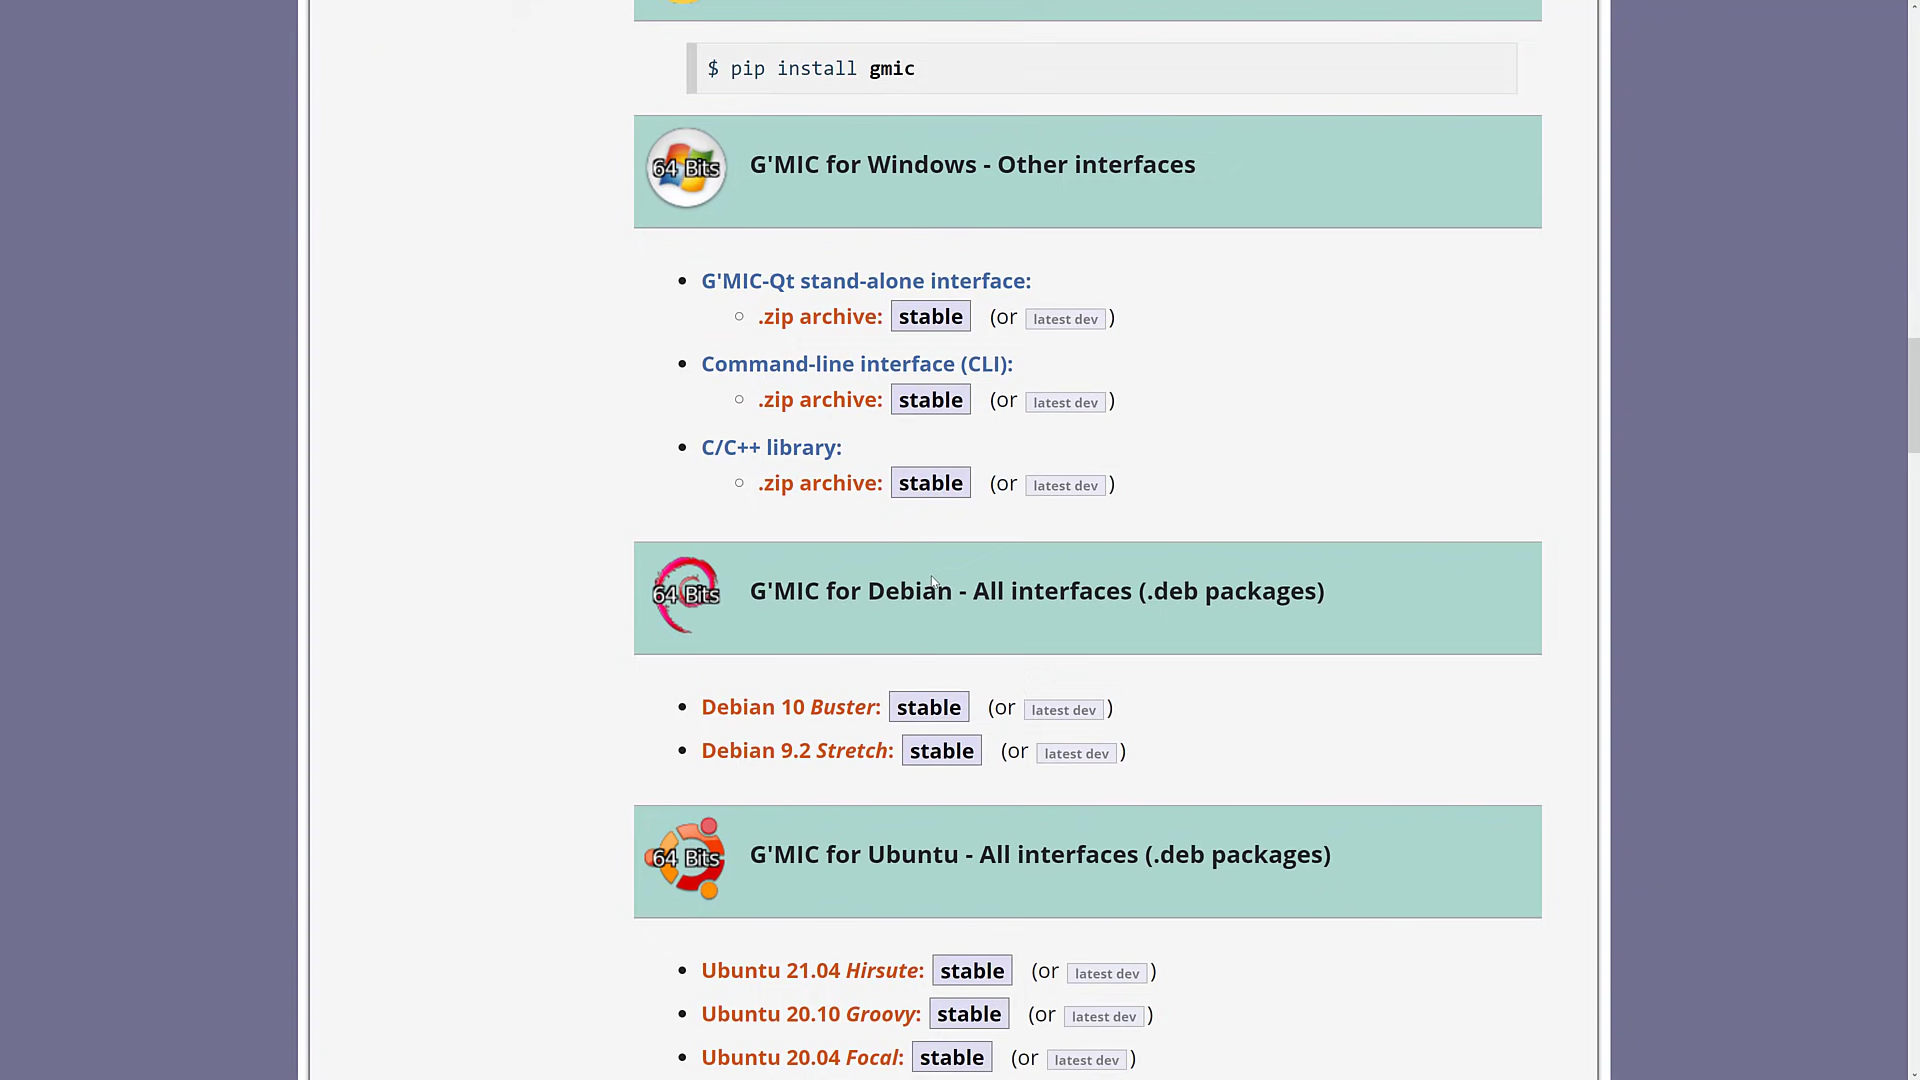 $ pip install gmic
64 Bits
G'MIC for Windows - Other interfaces
G'MIC-Qt stand-alone interface:
.zip archive: stable (or latest dev )
Command-line interface (CLI):
.zip archive: stable (or latest dev )
C/C++ library:
.zip archive: stable (or latest dev )
64 Bits
G'MIC for Debian - All interfaces (.deb packages)
Debian 10 Buster: stable (or latest dev )
Debian 9.2 Stretch: stable (or latest dev )
64 Bits
G'MIC for Ubuntu - All interfaces (.deb packages)
Ubuntu 21.04 Hirsute: stable (or latest dev )
Ubuntu 20.10 Groovy: stable (or latest dev )
Ubuntu 20.04 Focal: stable (or latest dev )